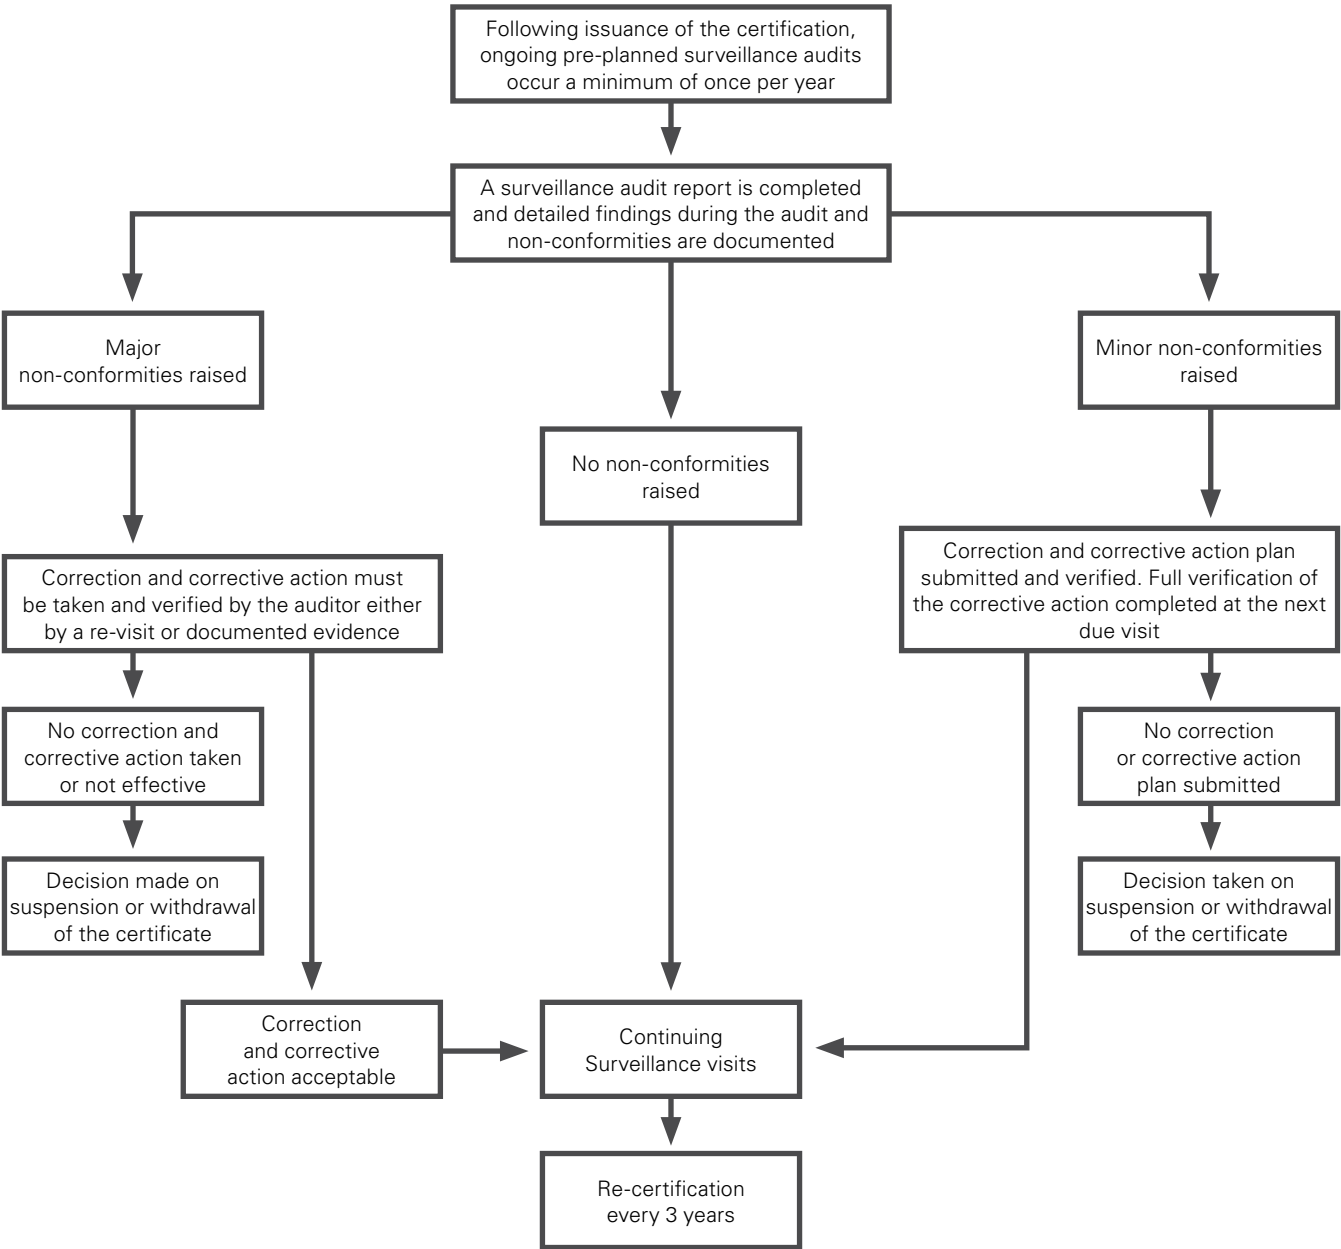 Following issuance of the certification,
ongoing pre-planned surveillance audits
occur a minimum of once per year
A surveillance audit report is completed
and detailed findings during the audit and
non-conformities are documented
Major
non-conformities raised
Minor non-conformities
raised
No non-conformities
raised
Correction and corrective action must
be taken and verified by the auditor either
by a re-visit or documented evidence
Correction and corrective action plan
submitted and verified. Full verification of
the corrective action completed at the next
due visit
No correction and
corrective action taken
or not effective
No correction
or corrective action
plan submitted
Decision made on
suspension or withdrawal
of the certificate
Decision taken on
suspension or withdrawal
of the certificate
Correction
and corrective
action acceptable
Continuing
Surveillance visits
Re-certification
every 3 years